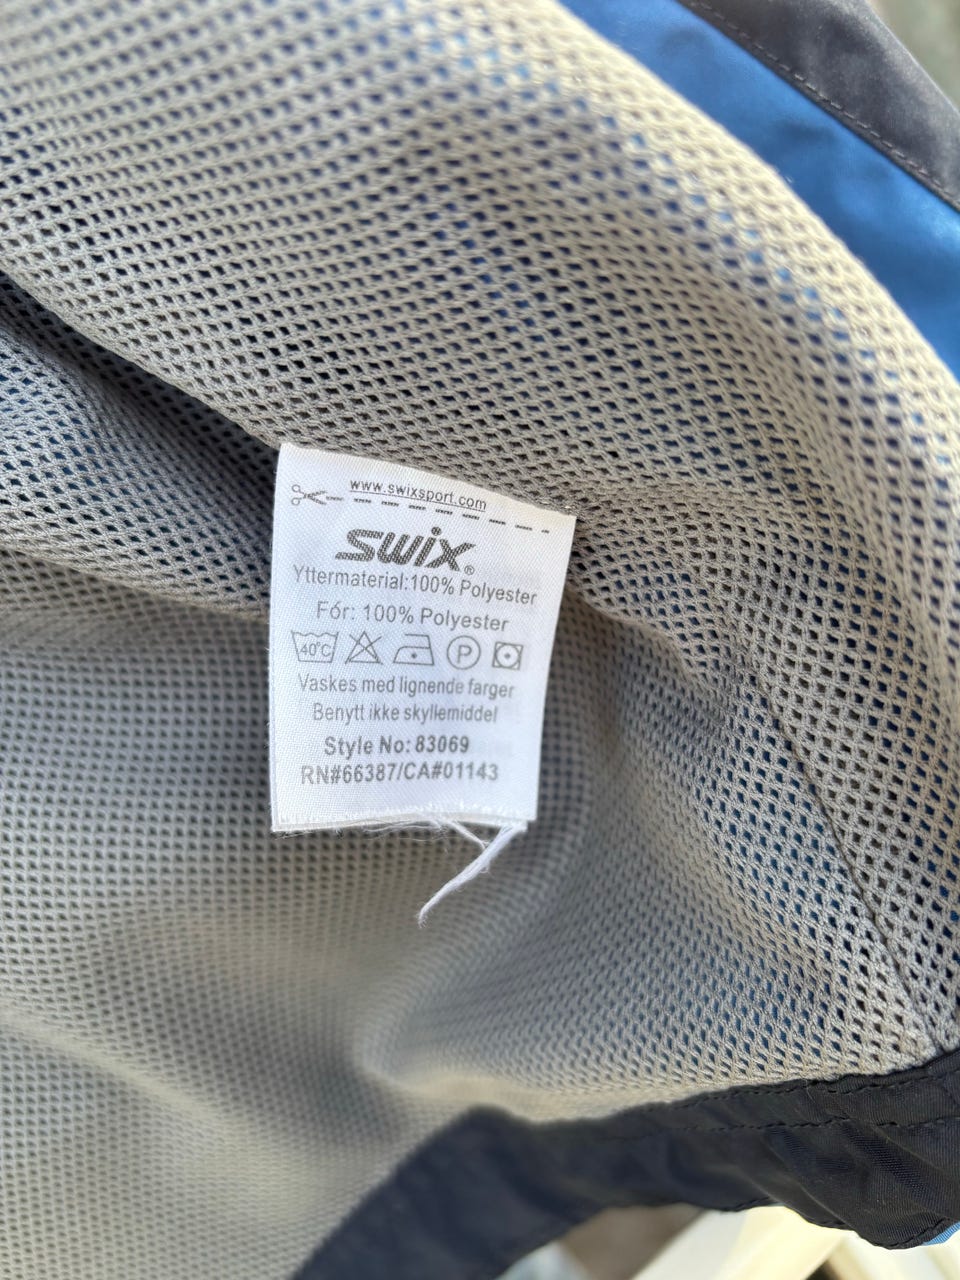 www.swixsport.com
swix®
Yttermaterial:100% Polyester
Fór: 100% Polyester
40°C P
Vaskes med lignende farger
Benytt ikke skyllemiddel
Style No: 83069
RN#66387/CA#01143